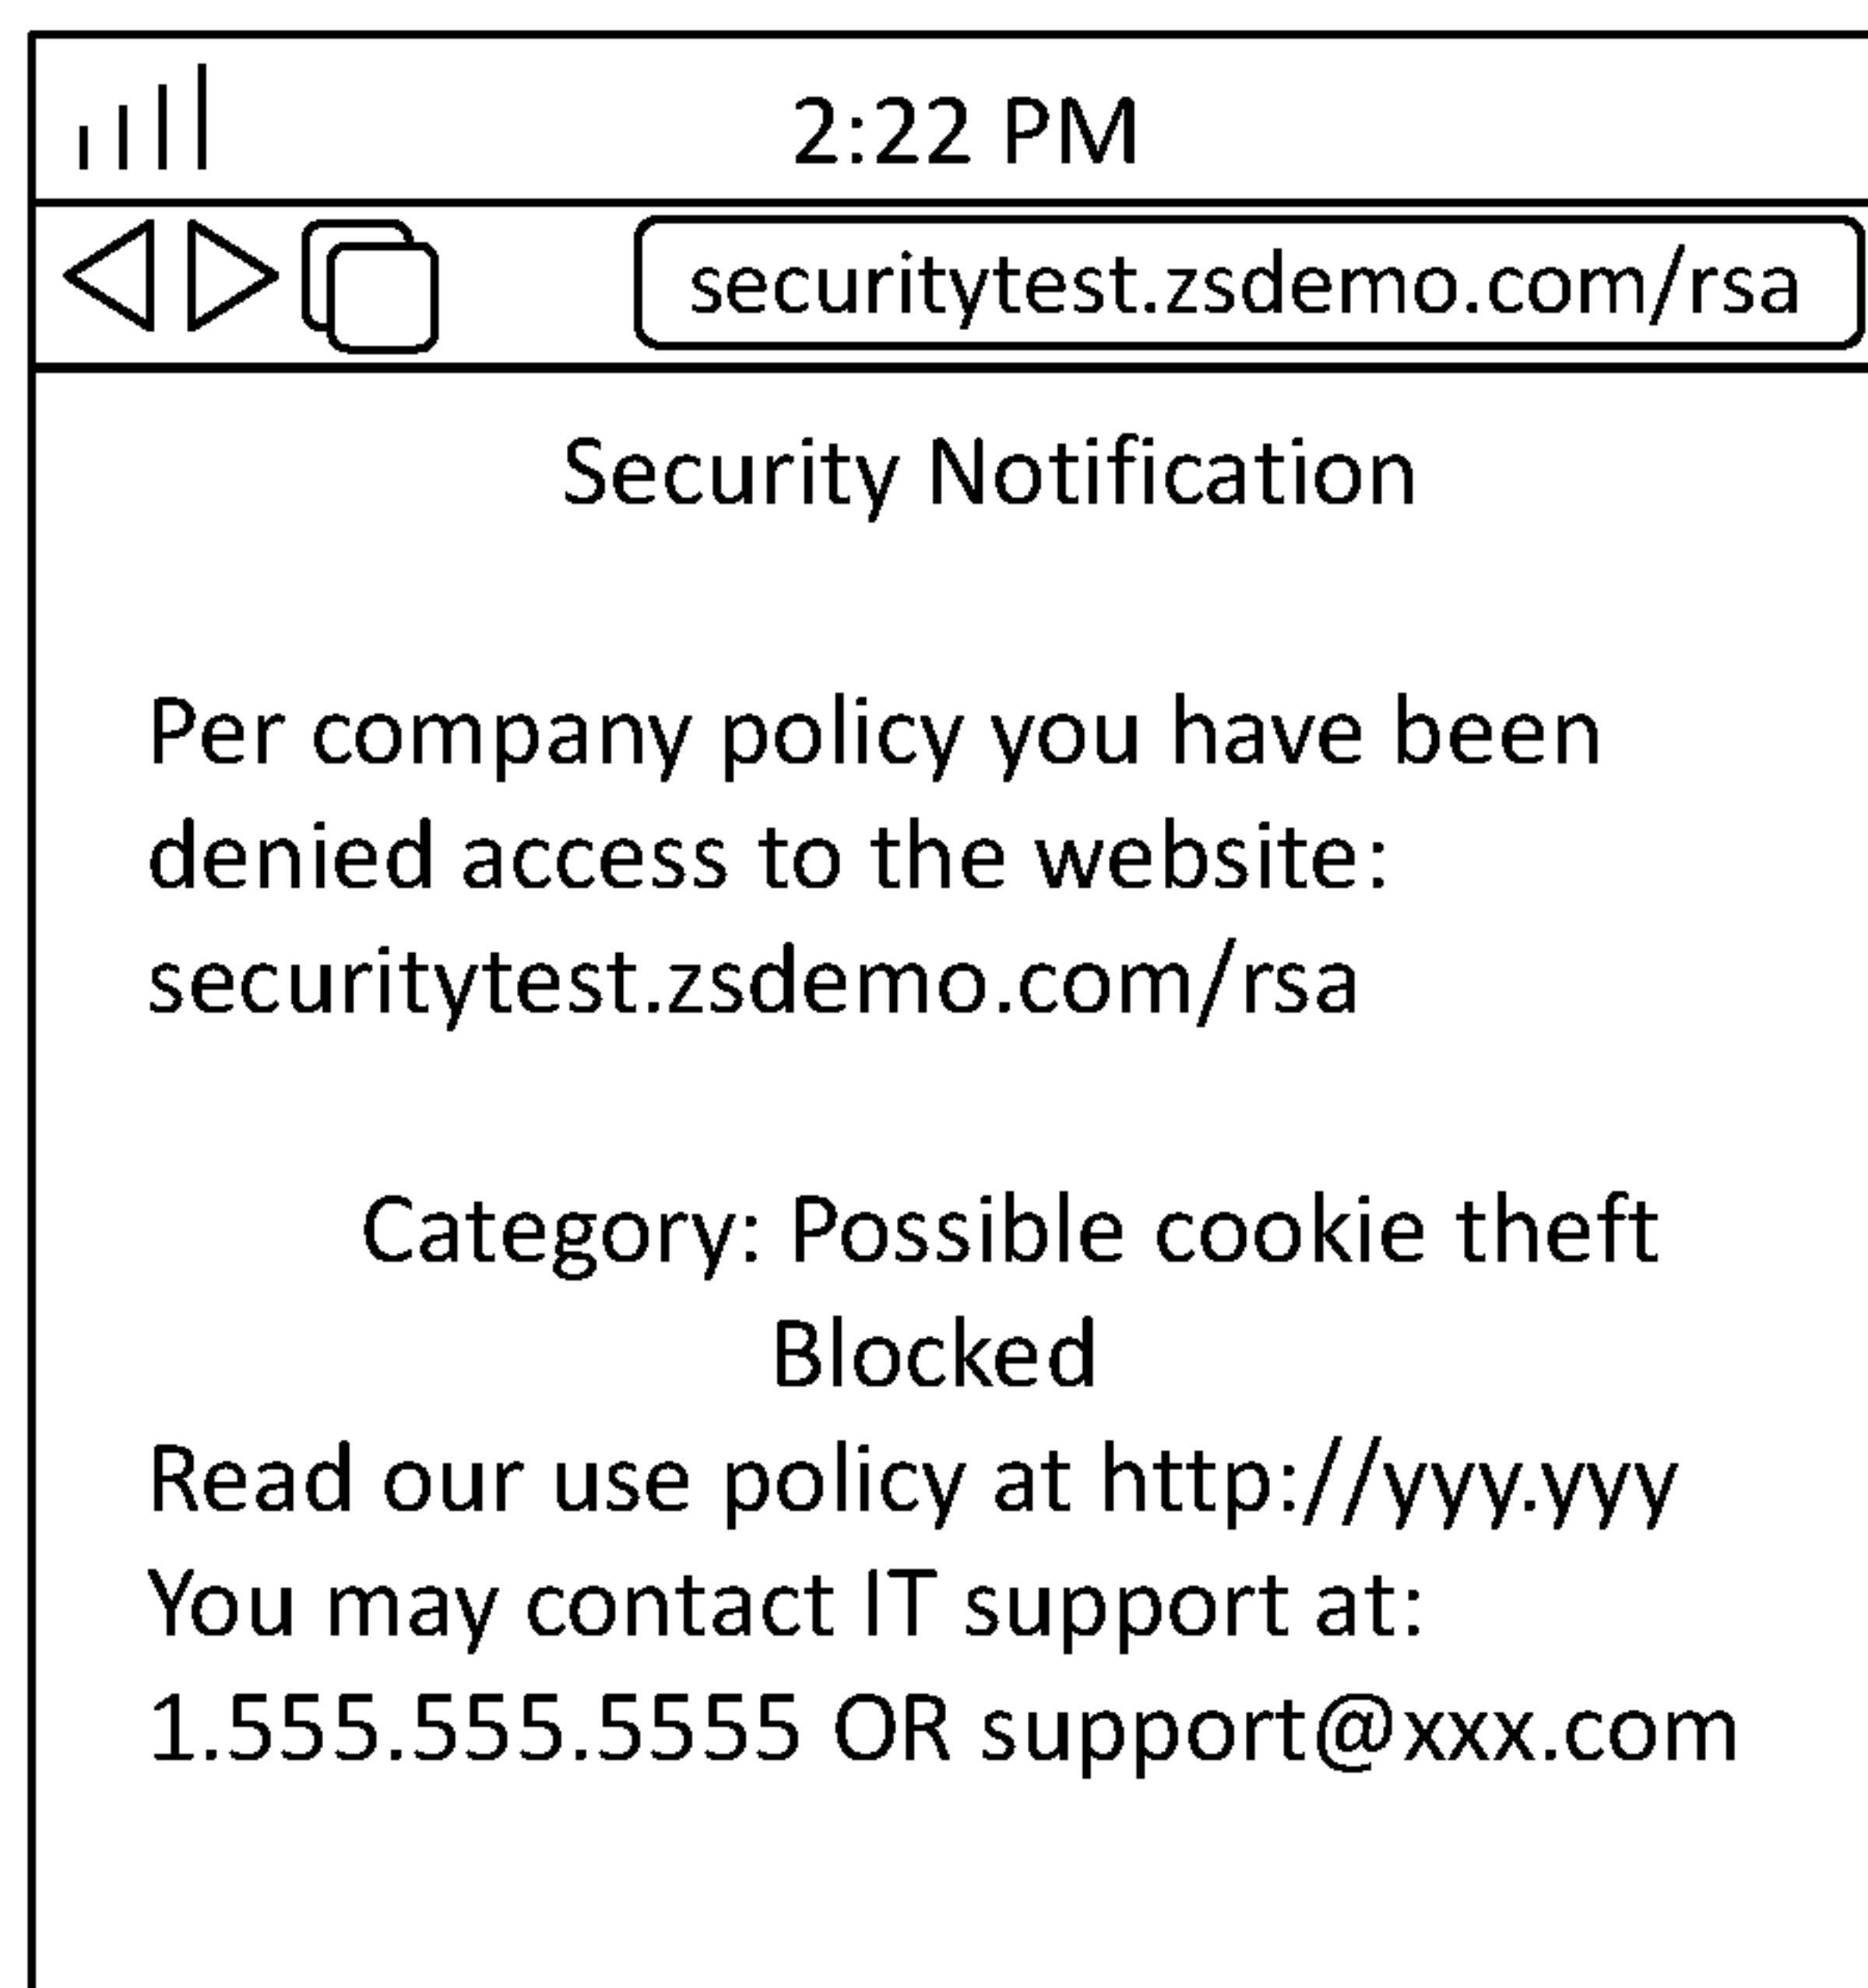 2:22 PM
securitytest.zsdemo.com/rsa
Security Notification
Per company policy you have been
denied access to the website:
securitytest.zsdemo.com/rsa
Category: Possible cookie theft
Blocked
Read our use policy at http://yyy.yyy
You may contact IT support at:
1.555.555.5555 OR support@xxx.com